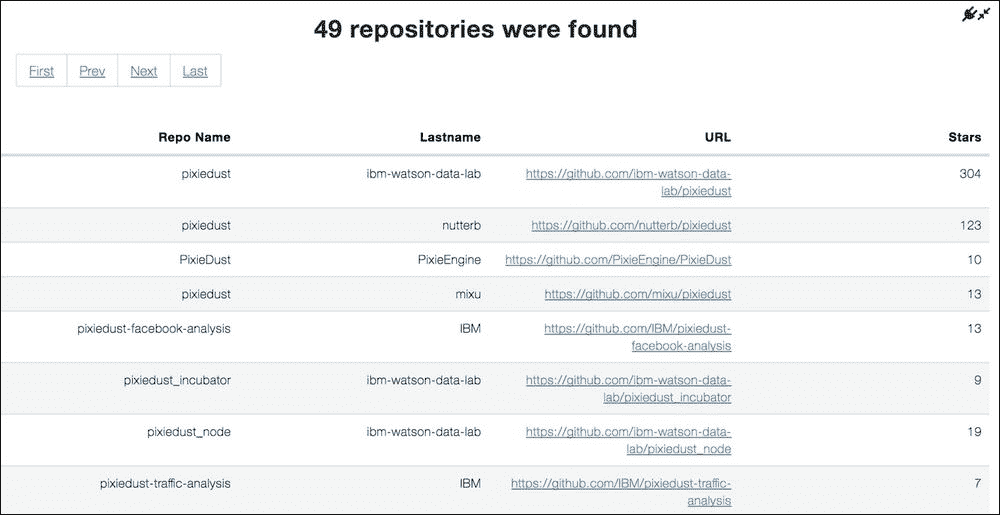 49 repositories were found
First Prev Next Last
Repo Name Lastname URL Stars
pixiedust ibm-watson-data-lab https://github.com/ibm-watson-data- 304
lab/pixiedust
pixiedust nutterb https://github.com/nutterb/pixiedust 123
PixieDust PixieEngine https://github.com/PixieEngine/PixieDust 10
pixiedust mixu https://github.com/mixu/pixiedust 13
pixiedust-facebook-analysis IBM https://github.com/IBM/pixiedust- 13
facebook-analysis
pixiedust_incubator ibm-watson-data-lab https://github.com/ibm-watson-data- 9
lab/pixiedust_incubator
pixiedust_node ibm-watson-data-lab https://github.com/ibm-watson-data- 19
lab/pixiedust_node
pixiedust-traffic-analysis IBM https://github.com/IBM/pixiedust-traffic- 7
analysis